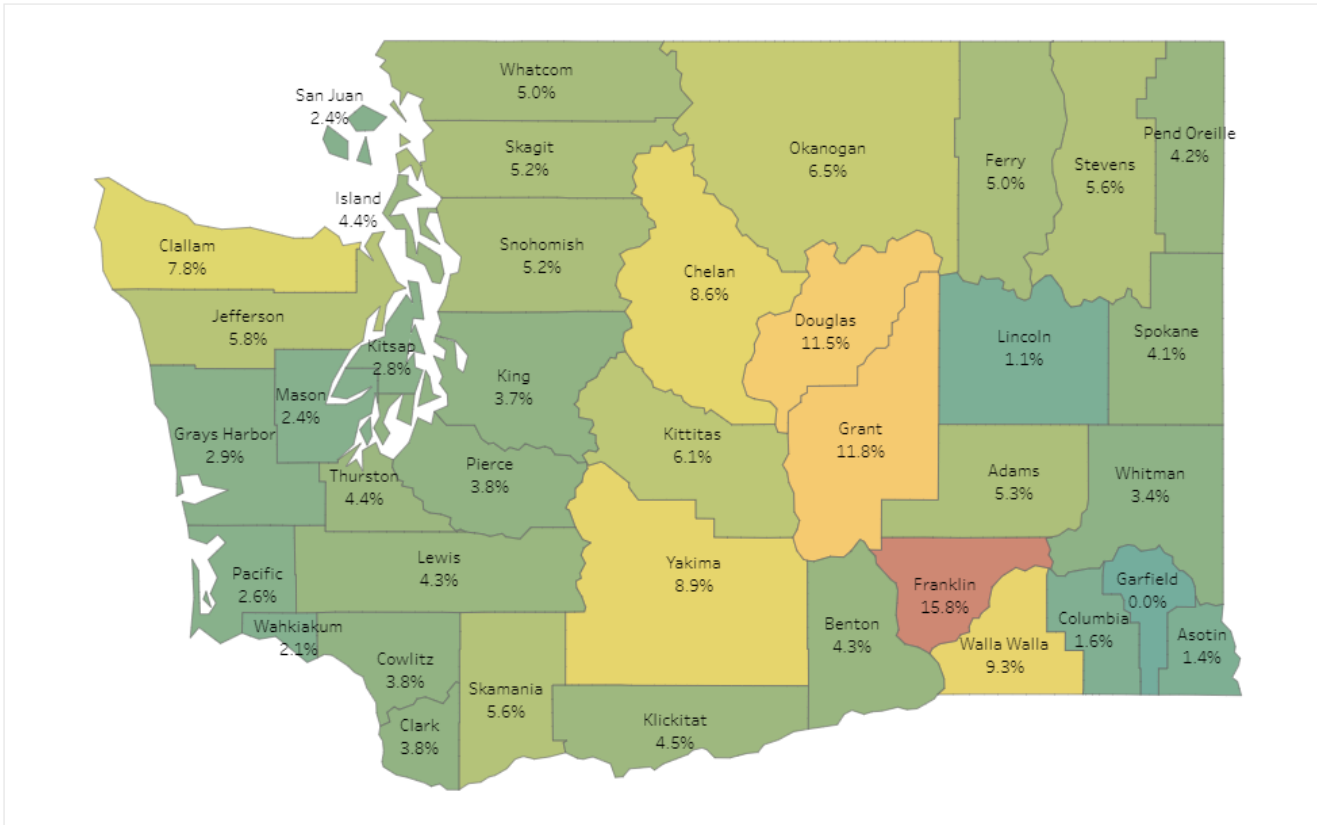 Whatcom
5.0%
San Juan
2.4%
Skagit
5.2%
Okanogan
6.5%
Ferry
5.0%
Stevens
5.6%
Pend Oreille
4.2%
Island
4.4%
Clallam
7.8%
Snohomish
5.2%
Chelan
8.6%
Jefferson
5.8%
Douglas
11.5%
Lincoln
1.1%
Spokane
4.1%
Kitsap
2.8%
King
3.7%
Mason
2.4%
Grays Harbor
2.9%
Kittitas
6.1%
Grant
11.8%
Thurston
4.4%
Pierce
3.8%
Adams
5.3%
Whitman
3.4%
Lewis
4.3%
Yakima
8.9%
Pacific
2.6%
Franklin
15.8%
Garfield
0.0%
Wahkiakum
2.1%
Benton
4.3%
Columbia
1.6%
Asotin
1.4%
Walla Walla
9.3%
Cowlitz
3.8%
Skamania
5.6%
Clark
3.8%
Klickitat
4.5%